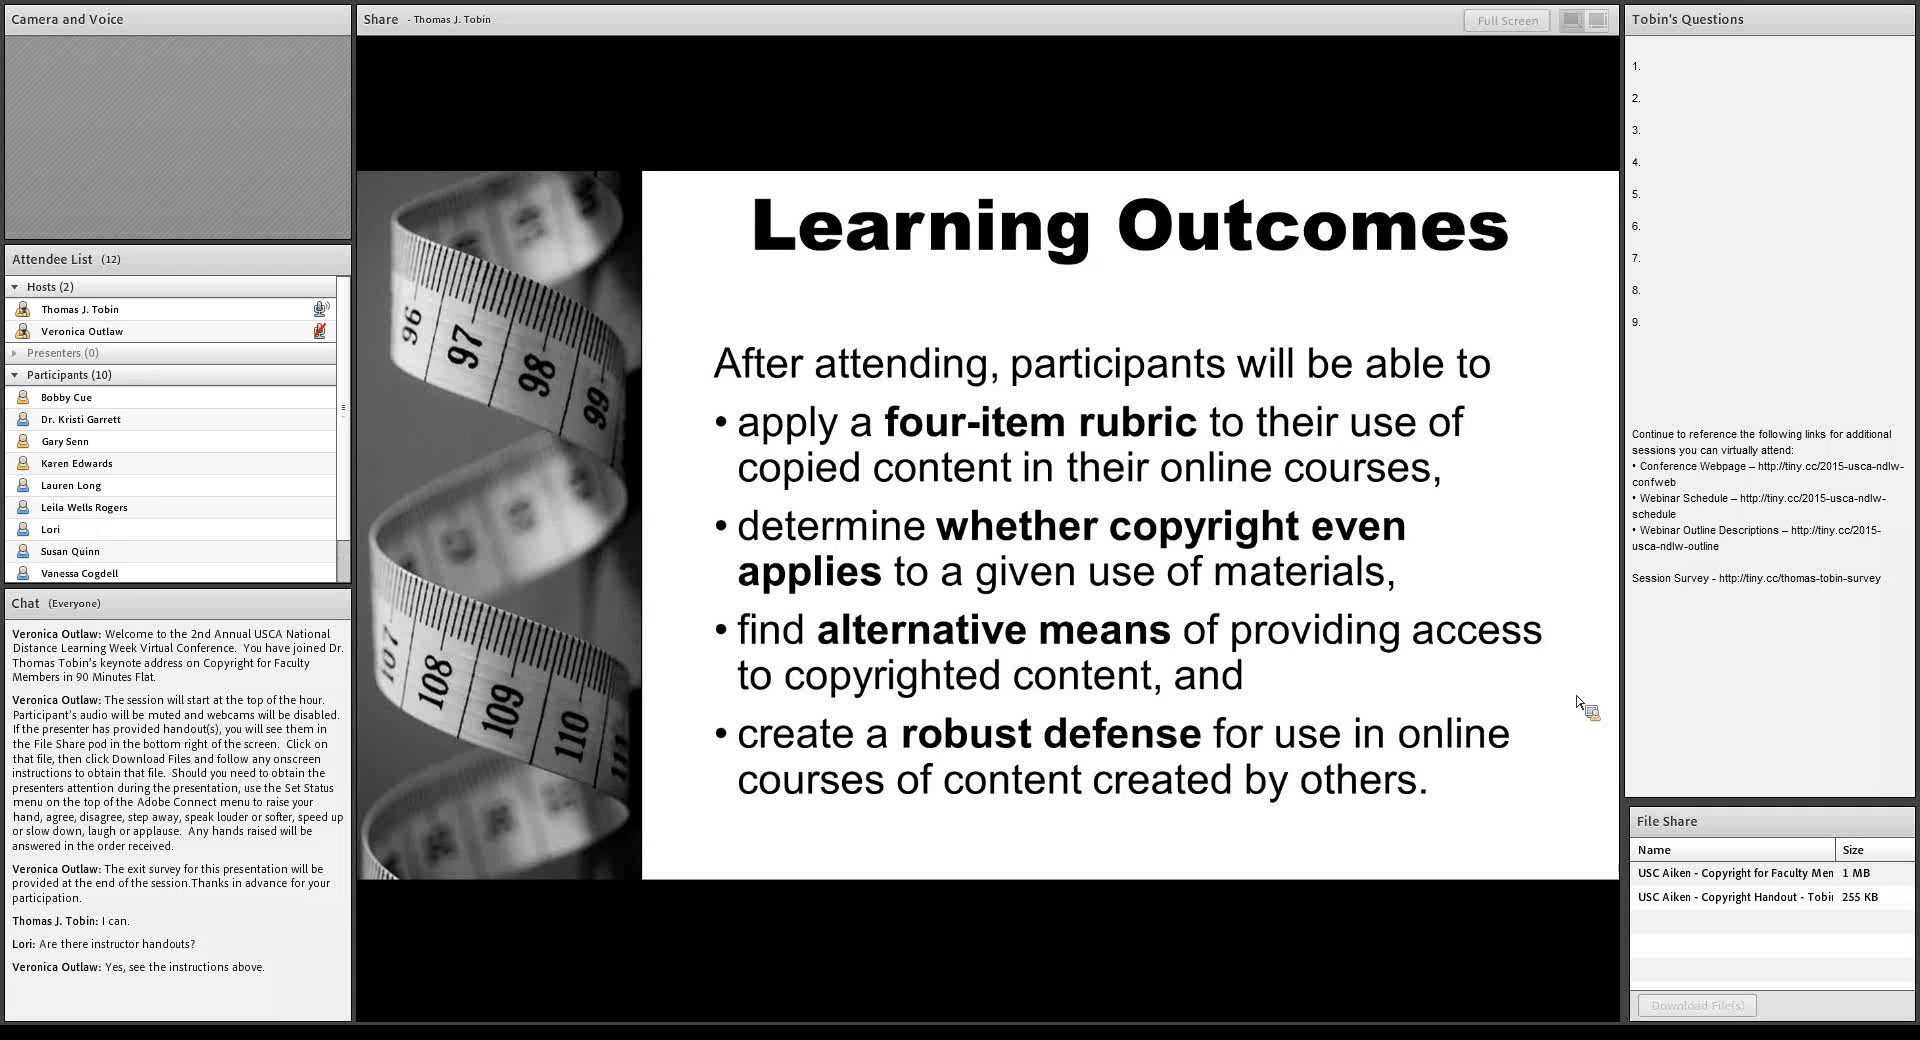 Camera and Voice
Attendee List (12)
Hosts (2)
Thomas J. Tobin
Veronica Outlaw
Presenters (0)
Participants (10)
Bobby Cue
Dr. Kristi Garrett
Gary Senn
Karen Edwards
Lauren Long
Leila Wells Rogers
Lori
Susan Quinn
Vanessa Cogdell
Chat (Everyone)
Veronica Outlaw: Welcome to the 2nd Annual USCA National
Distance Learning Week Virtual Conference. You have joined Dr.
Thomas Tobin's keynote address on Copyright for Faculty
Members in 90 Minutes Flat.
Veronica Outlaw: The session will start at the top of the hour.
Participant's audio will be muted and webcams will be disabled.
If the presenter has provided handout(s), you will see them in
the File Share pod in the bottom right of the screen. Click on
that file, then click Download Files and follow any onscreen
instructions to obtain that file. Should you need to obtain the
presenters attention during the presentation, use the Set Status
menu on the top of the Adobe Connect menu to raise your
hand, agree, disagree, step away, speak louder or softer, speed up
or slow down, laugh or applause. Any hands raised will be
answered in the order received.
Veronica Outlaw: The exit survey for this presentation will be
provided at the end of the session.Thanks in advance for your
participation.
Thomas J. Tobin: I can.
Lori: Are there instructor handouts?
Veronica Outlaw: Yes, see the instructions above.
Share - Thomas J. Tobin
Full Screen
96 97 98 99
107 108 109 110
Learning Outcomes
After attending, participants will be able to
• apply a four-item rubric to their use of
copied content in their online courses,
• determine whether copyright even
applies to a given use of materials,
• find alternative means of providing access
to copyrighted content, and
• create a robust defense for use in online
courses of content created by others.
Tobin's Questions
1.
2.
3.
4.
5.
6.
7.
8.
9.
Continue to reference the following links for additional
sessions you can virtually attend:
• Conference Webpage – http://tiny.cc/2015-usca-ndlw-
confweb
• Webinar Schedule – http://tiny.cc/2015-usca-ndlw-
schedule
• Webinar Outline Descriptions – http://tiny.cc/2015-
usca-ndlw-outline
Session Survey - http://tiny.cc/thomas-tobin-survey
File Share
Name Size
USC Aiken - Copyright for Faculty Men 1 MB
USC Aiken - Copyright Handout - Tobi 255 KB
Download File(s)